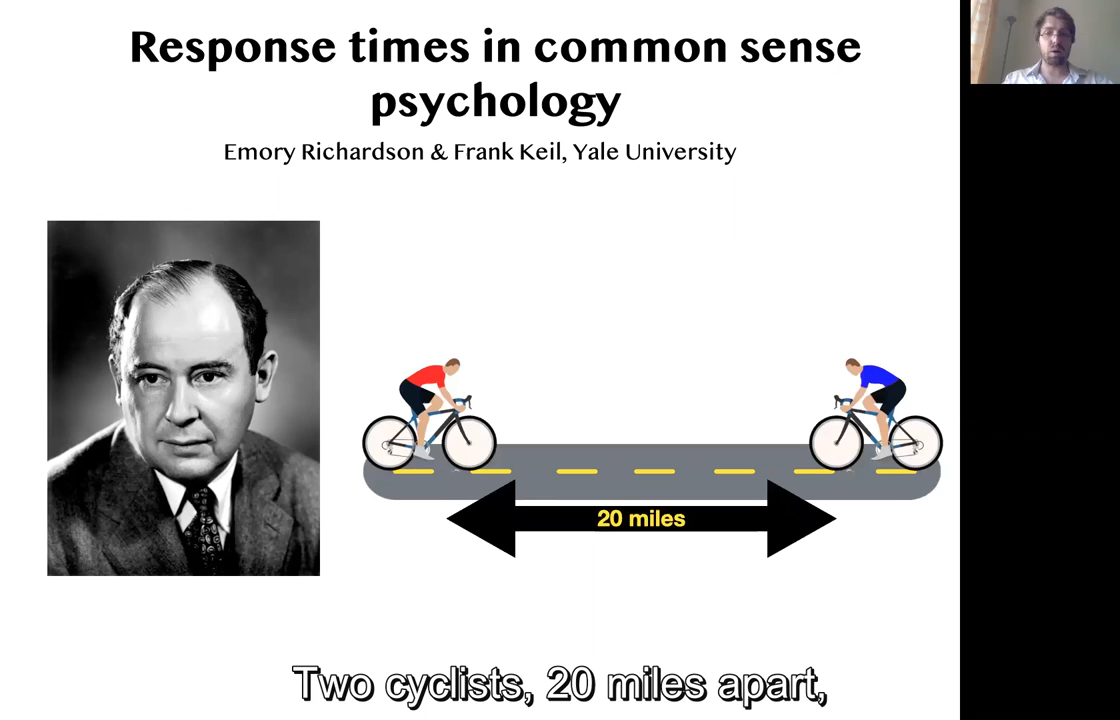 Response times in common sense
psychology
Emory Richardson & Frank Keil, Yale University
20 miles
Two cyclists, 20 miles apart,